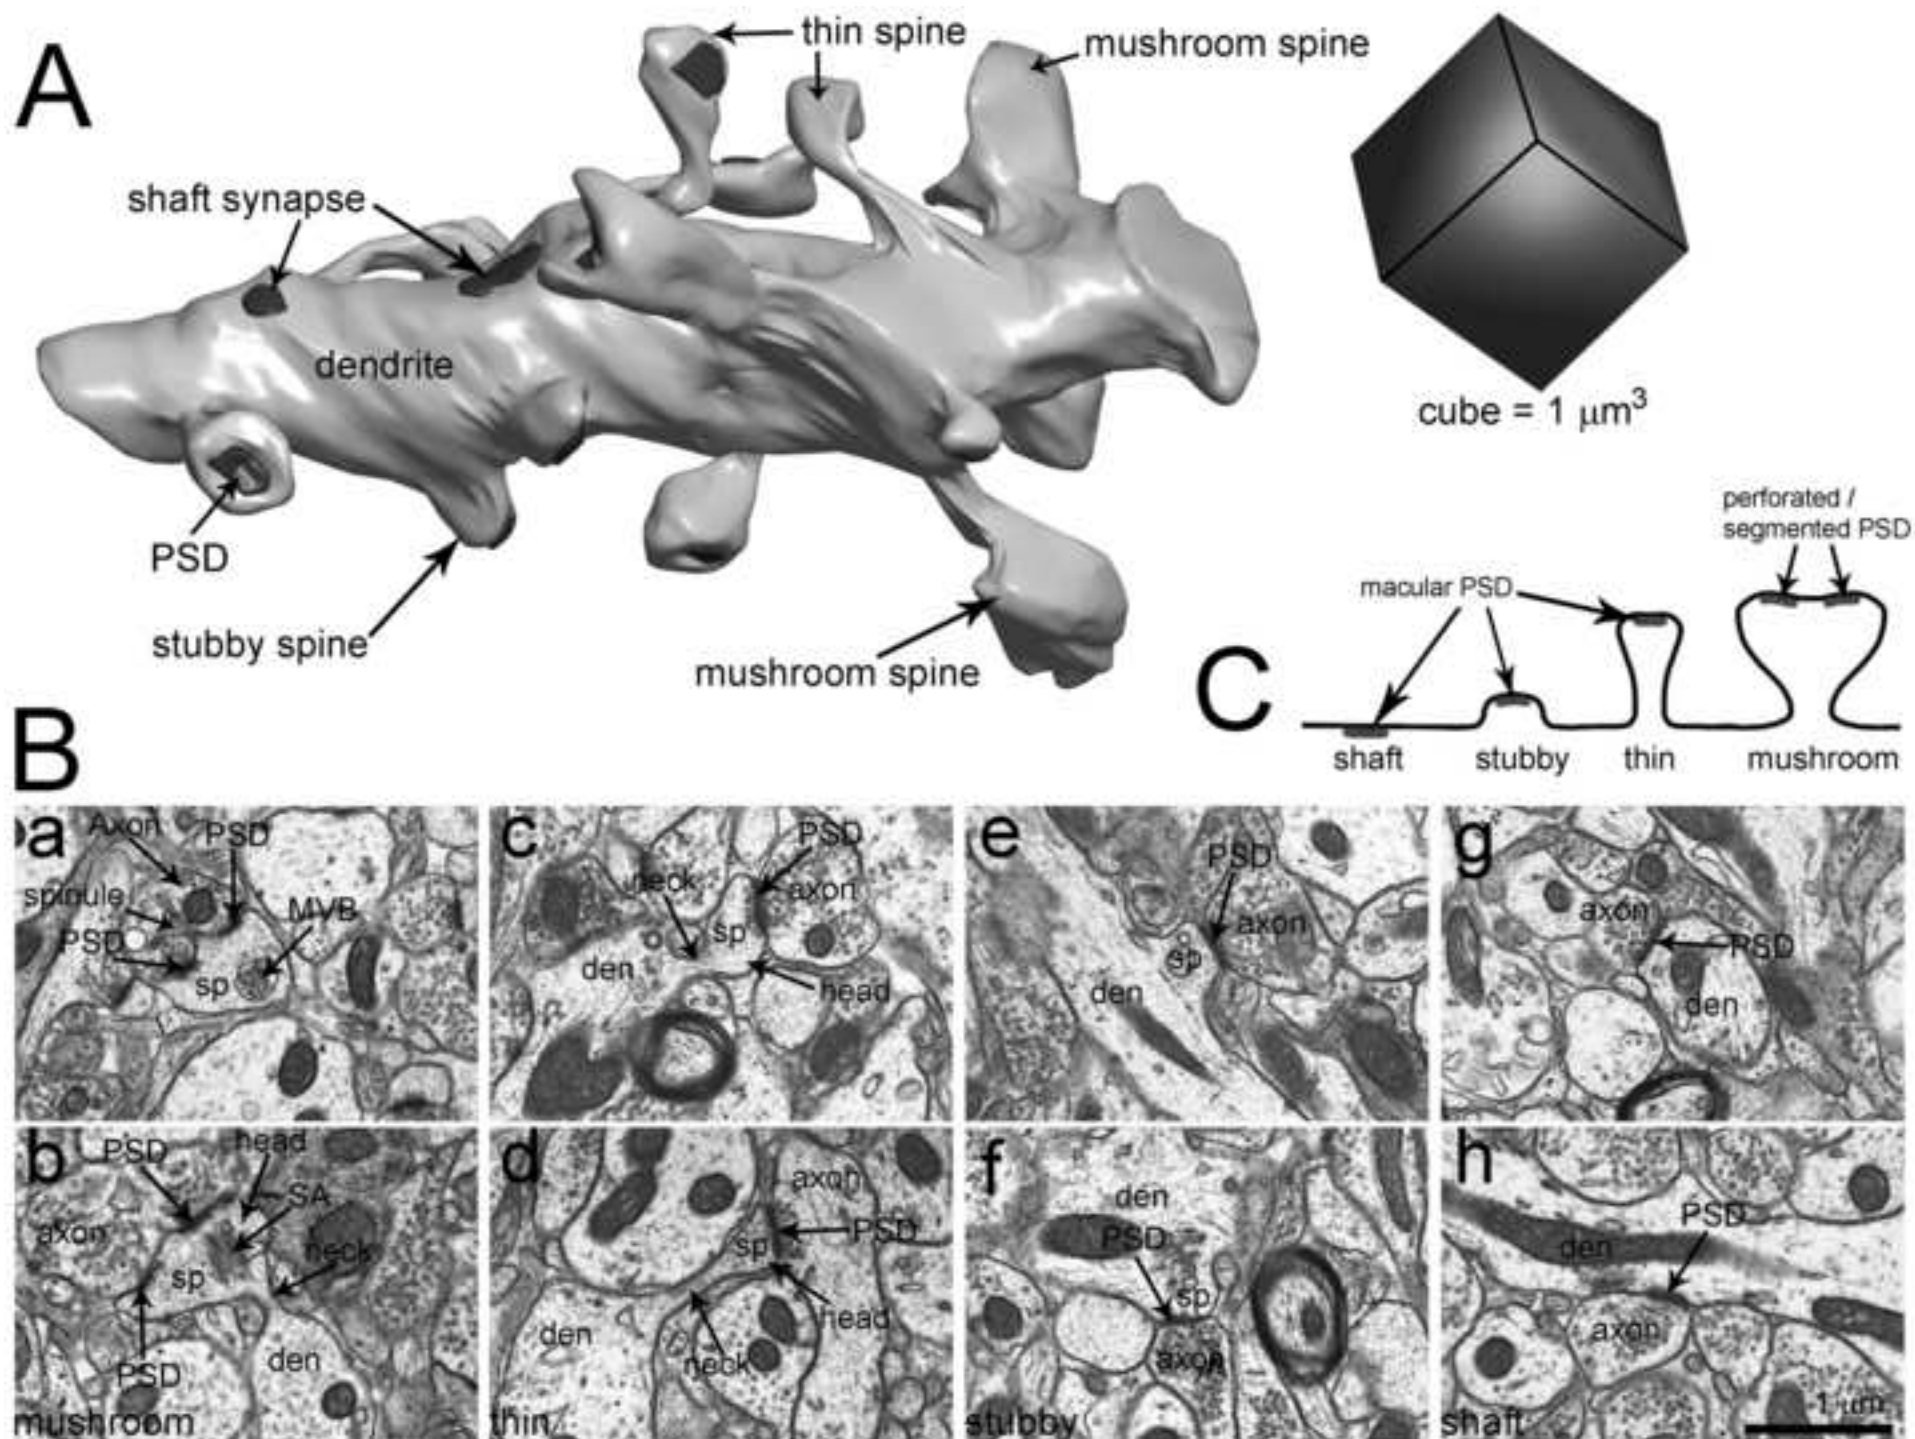 A
thin spine
mushroom spine
shaft synapse
dendrite
cube = 1 μm³
PSD
stubby spine
mushroom spine
C
perforated /
segmented PSD
macular PSD
shaft
stubby
thin
mushroom
B
a
Axon
PSD
spinule
MVB
PSD
sp
c
PSD
neck
axon
sp
den
head
e
PSD
axon
sp
den
g
axon
PSD
den
b
PSD
head
SA
axon
neck
sp
PSD
den
mushroom
d
axon
PSD
sp
head
den
neck
thin
f
den
PSD
sp
axon
stubby
h
PSD
den
axon
shaft
1 μm